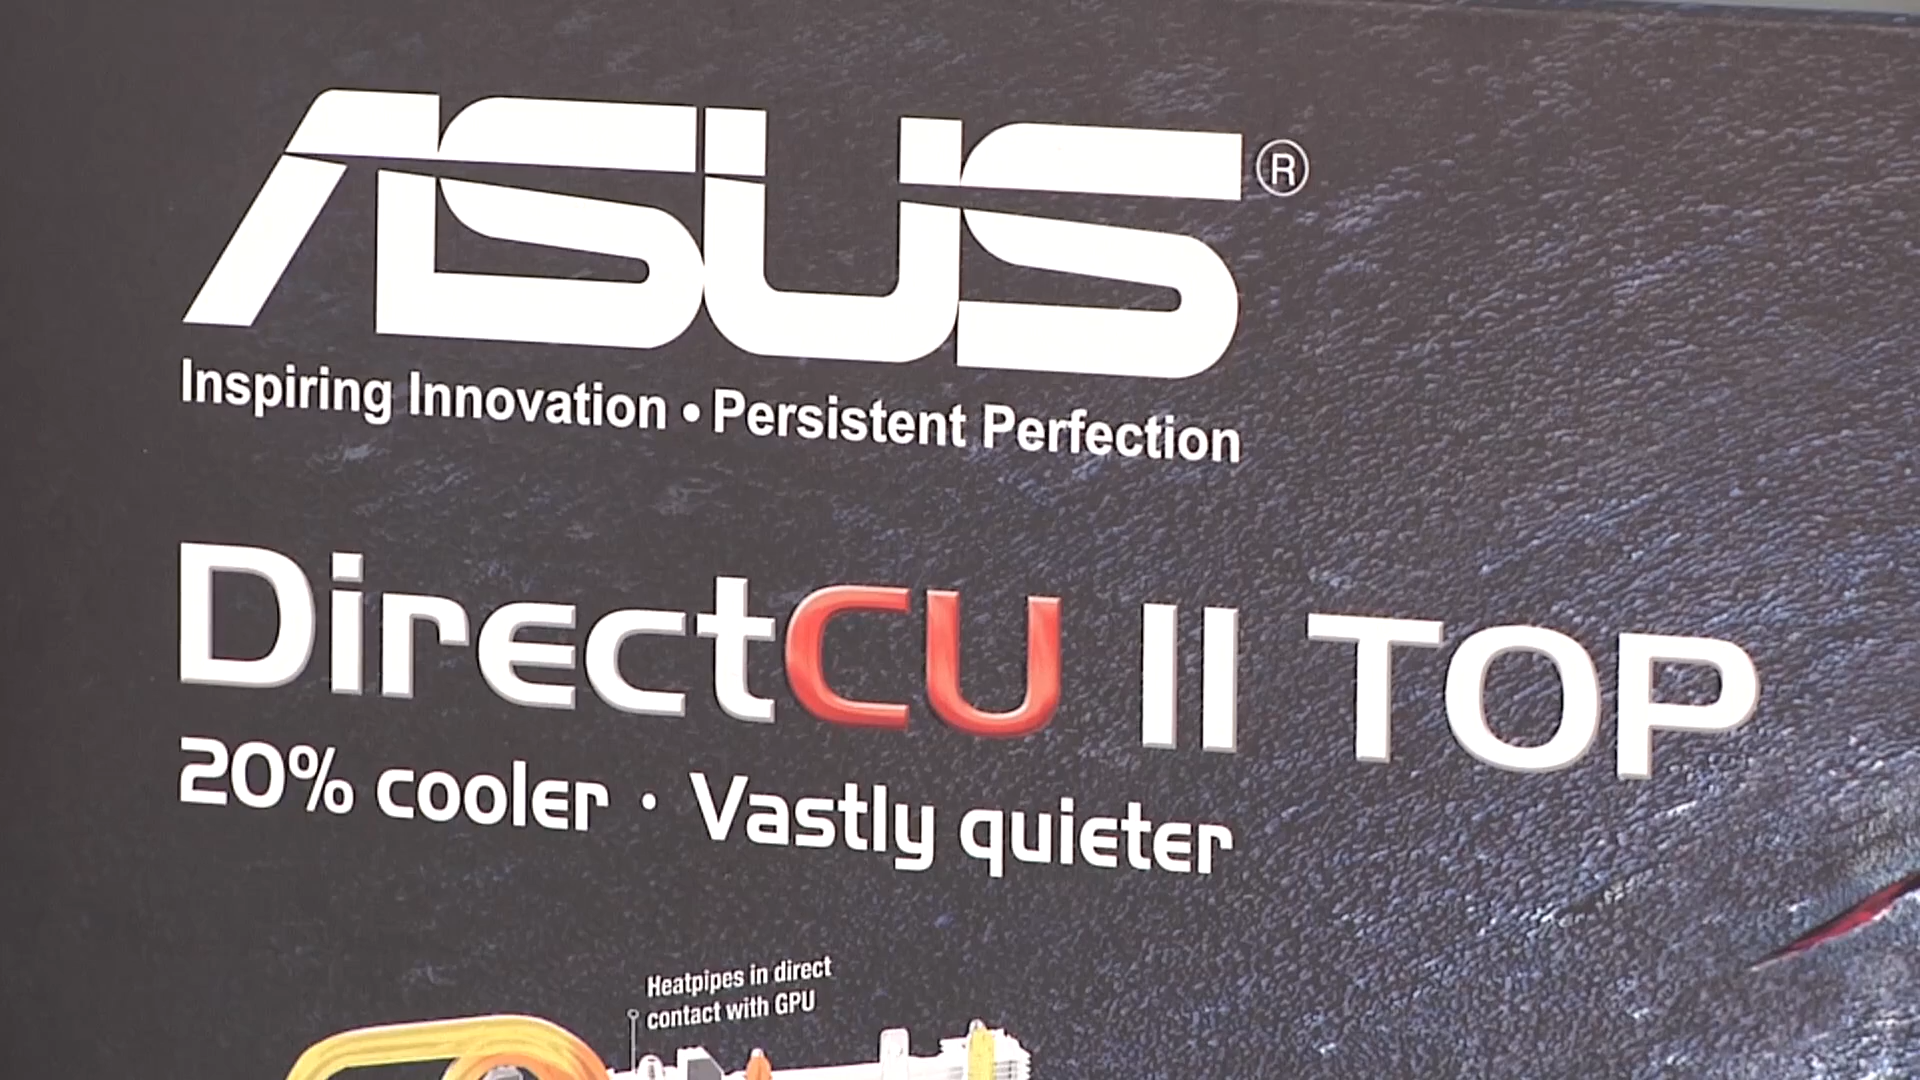 ASUS®
Inspiring Innovation • Persistent Perfection
DirectCU II TOP
20% cooler · Vastly quieter
Heatpipes in direct
contact with GPU